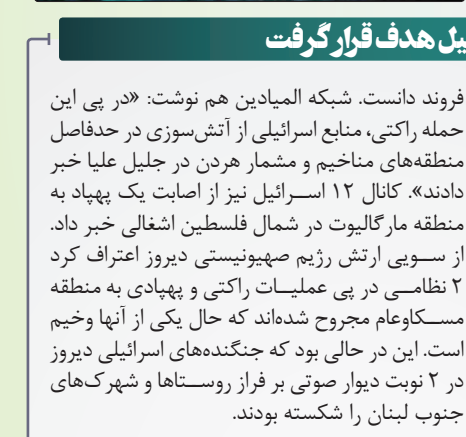 یل هدف قرار گرفت
فروند دانست. شبکه المیادین هم نوشت: «در پی این
حمله راکتی، منابع اسرائیلی از آتش‌سوزی در حدفاصل
منطقه‌های مناخیم و مشمار هردن در جلیل علیا خبر
دادند». کانال ۱۲ اسرائیل نیز از اصابت یک پهپاد به
منطقه مارگالیوت در شمال فلسطین اشغالی خبر داد.
از سویی ارتش رژیم صهیونیستی دیروز اعتراف کرد
۲ نظامی در پی عملیات راکتی و پهپادی به منطقه
مسکاوعام مجروح شده‌اند که حال یکی از آنها وخیم
است. این در حالی بود که جنگنده‌های اسرائیلی دیروز
در ۲ نوبت دیوار صوتی بر فراز روستاها و شهرک‌های
جنوب لبنان را شکسته بودند.